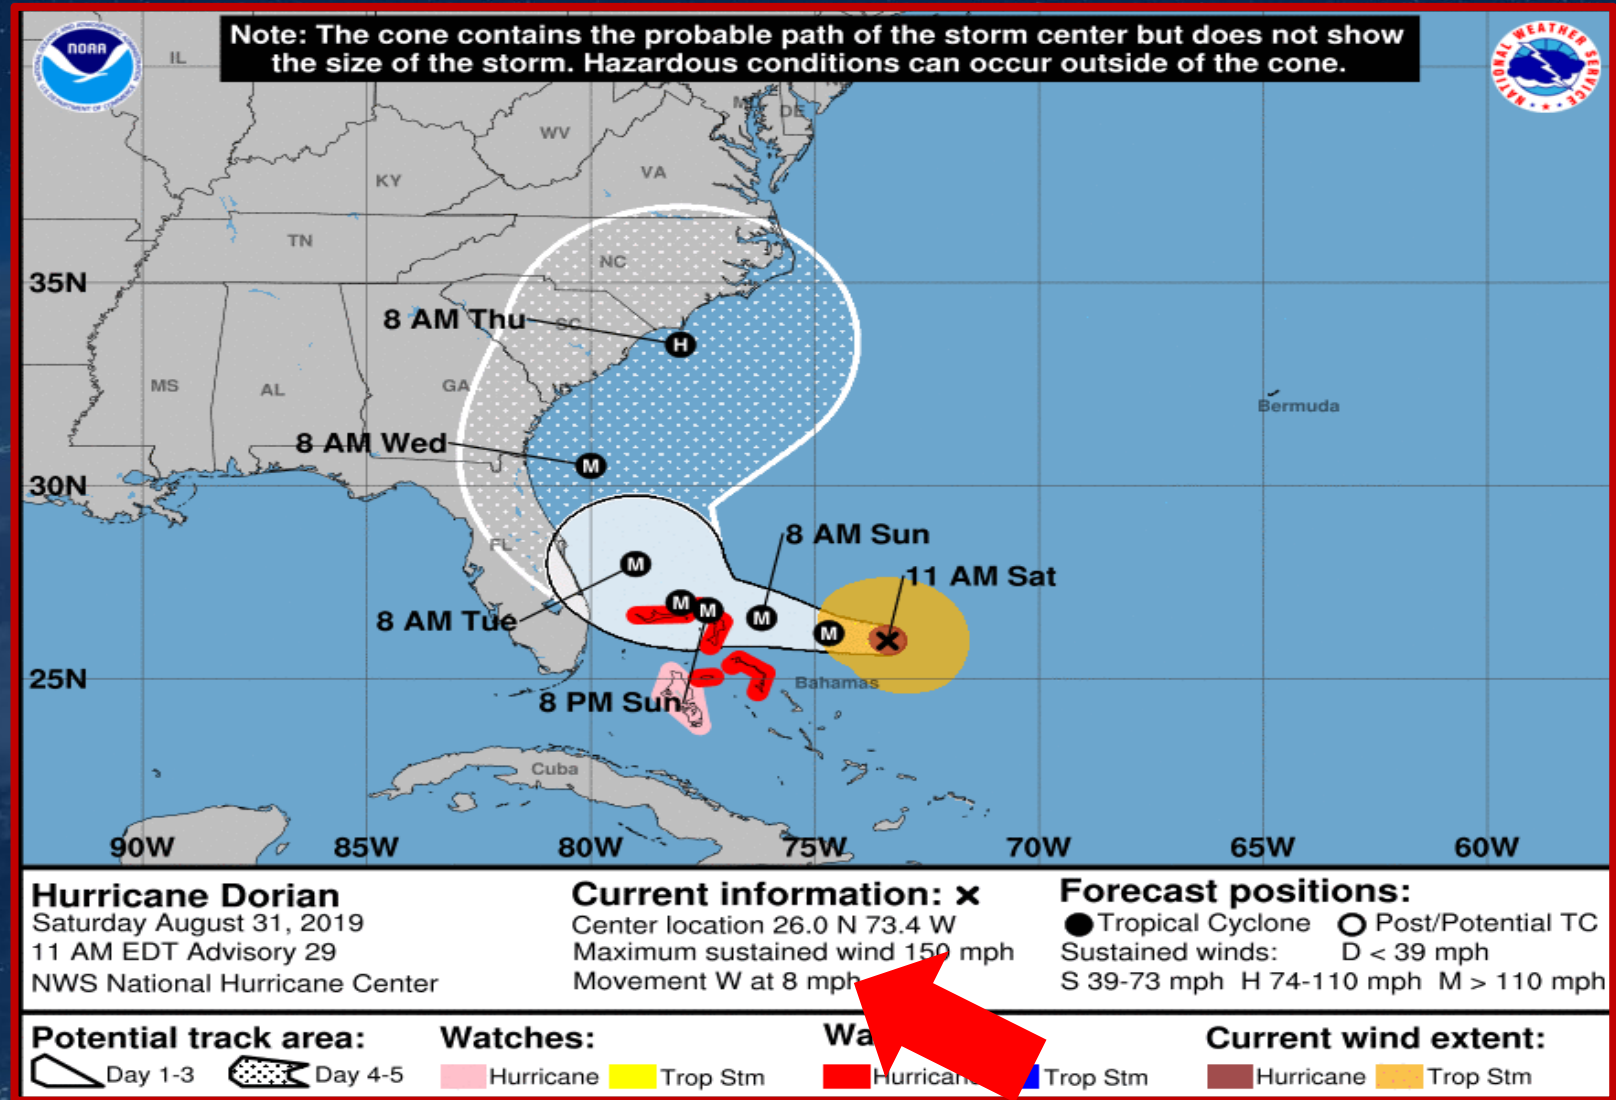 Note: The cone contains the probable path of the storm center but does not show
the size of the storm. Hazardous conditions can occur outside of the cone.
NOAA
NATIONAL WEATHER SERVICE
IL
WV
DE
KY
VA
TN
NC
35N
8 AM Thu
SC
H
MS
AL
GA
Bermuda
8 AM Wed
M
30N
8 AM Sun
FL
M
11 AM Sat
M
M
M
M
8 AM Tue
25N
Bahamas
8 PM Sun
Cuba
90W 85W 80W 75W 70W 65W 60W
Hurricane Dorian
Saturday August 31, 2019
11 AM EDT Advisory 29
NWS National Hurricane Center
Current information: x
Center location 26.0 N 73.4 W
Maximum sustained wind 150 mph
Movement W at 8 mph
Forecast positions:
Tropical Cyclone Post/Potential TC
Sustained winds: D < 39 mph
S 39-73 mph H 74-110 mph M > 110 mph
Potential track area:
Day 1-3 Day 4-5
Watches:
Hurricane Trop Stm
Wa
Hurrican Trop Stm
Current wind extent:
Hurricane Trop Stm